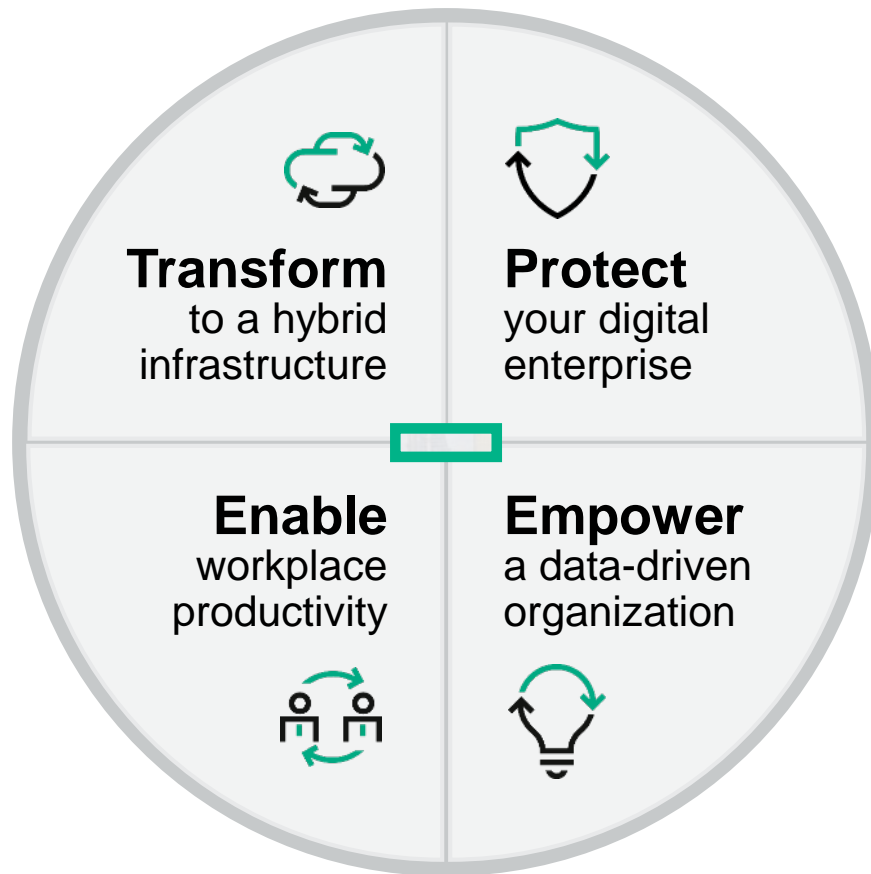 Transform
to a hybrid
infrastructure
Protect
your digital
enterprise
Enable
workplace
productivity
Empower
a data-driven
organization